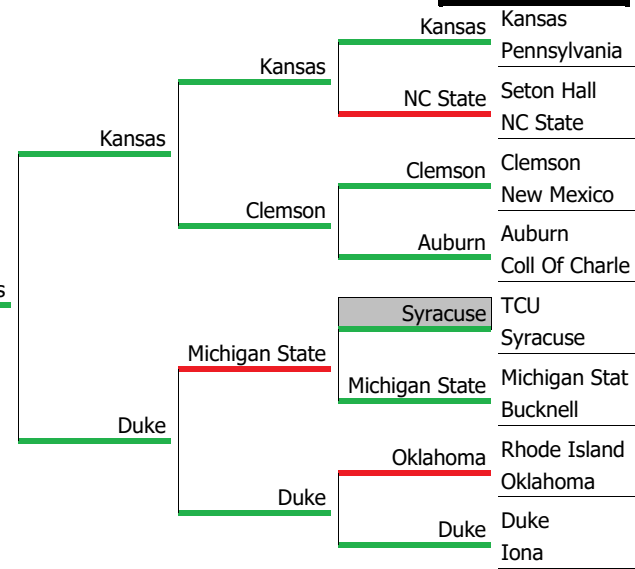 Kansas
Pennsylvania
Seton Hall
NC State
Clemson
New Mexico
Auburn
Coll Of Charle
TCU
Syracuse
Michigan Stat
Bucknell
Rhode Island
Oklahoma
Duke
Iona
Kansas
NC State
Clemson
Auburn
Syracuse
Michigan State
Oklahoma
Duke
Kansas
Clemson
Michigan State
Duke
Kansas
Duke
s